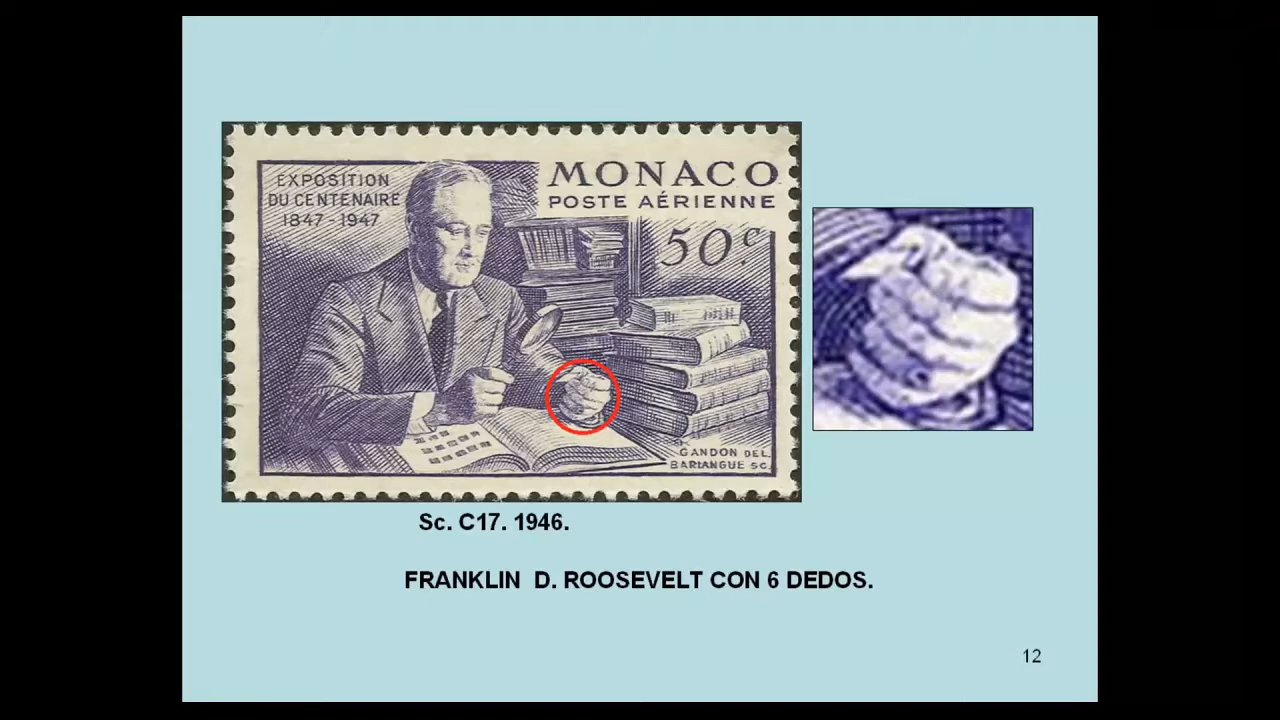 EXPOSITION
DU CENTENAIRE
1847 - 1947
MONACO
POSTE AÉRIENNE
50c.
GANDON DEL.
BARLANGUE SC.
Sc. C17. 1946.
FRANKLIN  D. ROOSEVELT CON 6 DEDOS.
12